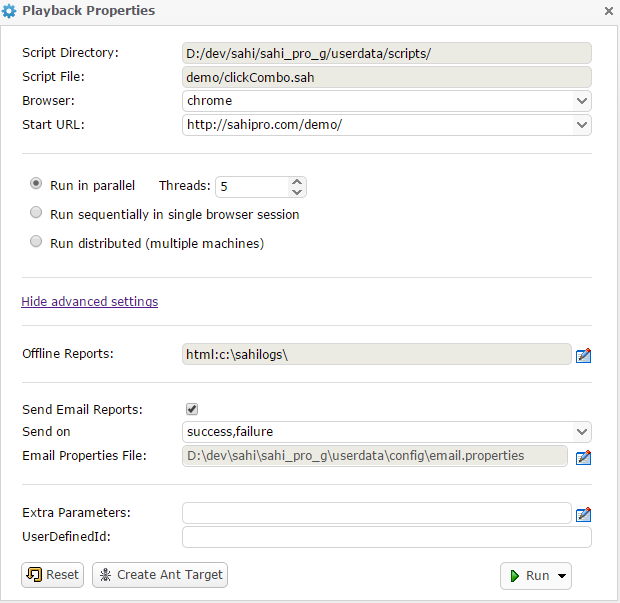 Playback Properties
Script Directory: D:/dev/sahi/sahi_pro_g/userdata/scripts/
Script File: demo/clickCombo.sah
Browser: chrome
Start URL: http://sahipro.com/demo/
Run in parallel Threads: 5
Run sequentially in single browser session
Run distributed (multiple machines)
Hide advanced settings
Offline Reports: html:c:\sahilogs\
Send Email Reports:
Send on success,failure
Email Properties File: D:\dev\sahi\sahi_pro_g\userdata\config\email.properties
Extra Parameters:
UserDefinedId:
Reset Create Ant Target Run